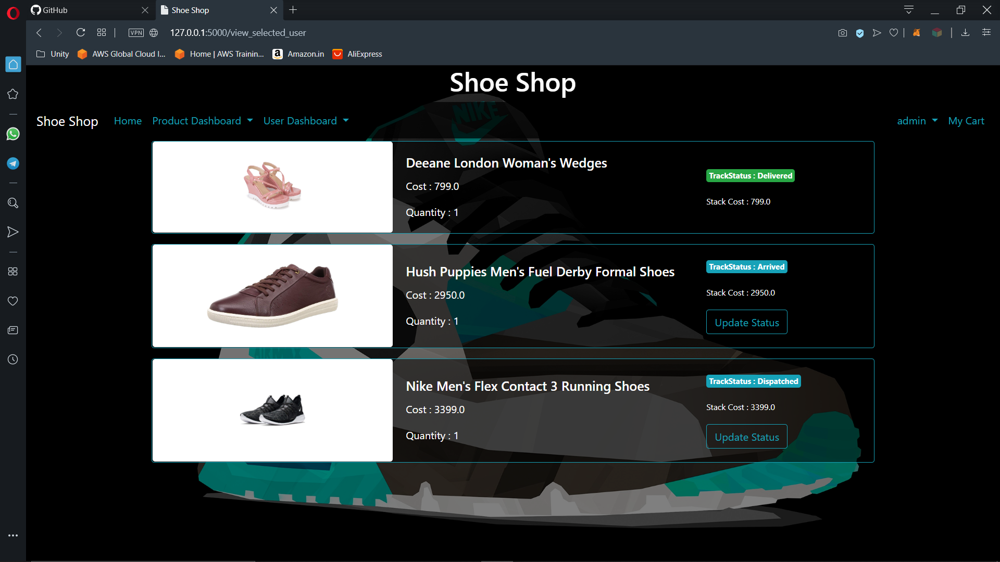 GitHub
Shoe Shop
VPN
127.0.0.1:5000/view_selected_user
Unity
AWS Global Cloud I...
Home | AWS Trainin...
a
Amazon.in
AliExpress
Shoe Shop
NIKE
Shoe Shop
Home
Product Dashboard
User Dashboard
admin
My Cart
Deeane London Woman's Wedges
Cost : 799.0
Quantity : 1
TrackStatus : Delivered
Stack Cost : 799.0
Hush Puppies Men's Fuel Derby Formal Shoes
Cost : 2950.0
Quantity : 1
TrackStatus : Arrived
Stack Cost : 2950.0
Update Status
Nike Men's Flex Contact 3 Running Shoes
Cost : 3399.0
Quantity : 1
TrackStatus : Dispatched
Stack Cost : 3399.0
Update Status